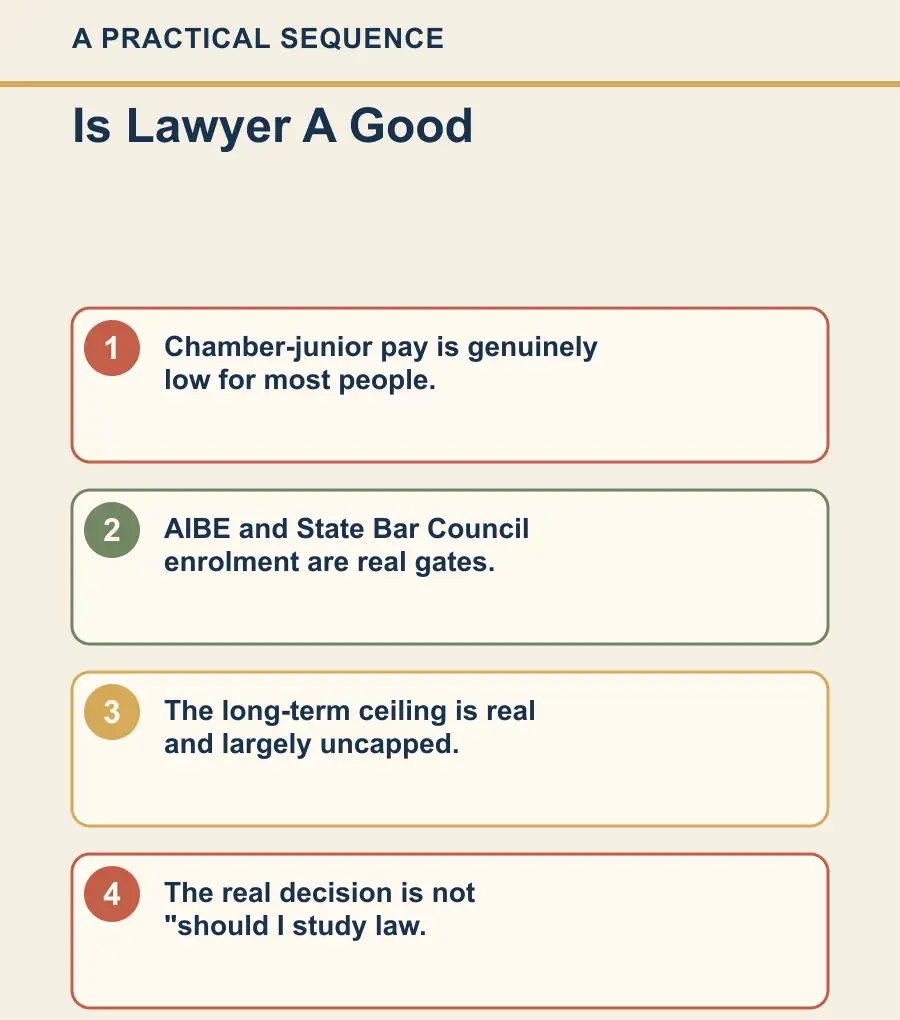 A PRACTICAL SEQUENCE
Is Lawyer A Good
1
Chamber-junior pay is genuinely
low for most people.
2
AIBE and State Bar Council
enrolment are real gates.
3
The long-term ceiling is real
and largely uncapped.
4
The real decision is not
"should I study law.